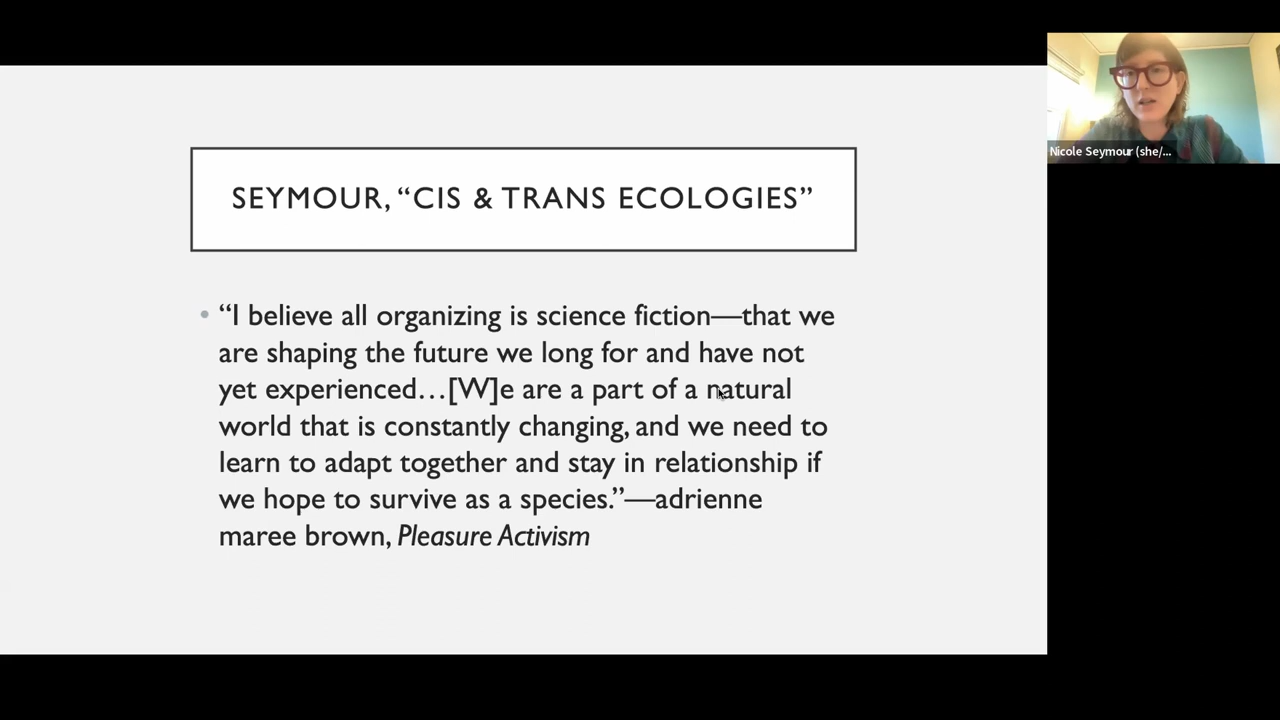 SEYMOUR, “CIS & TRANS ECOLOGIES”
• “I believe all organizing is science fiction—that we
are shaping the future we long for and have not
yet experienced…[W]e are a part of a natural
world that is constantly changing, and we need to
learn to adapt together and stay in relationship if
we hope to survive as a species.”—adrienne
maree brown, Pleasure Activism
Nicole Seymour (she/...